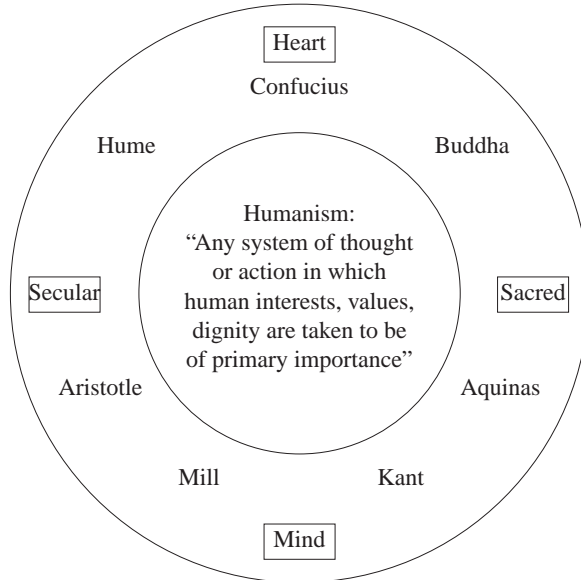 Heart
Confucius
Hume
Buddha
Humanism:
“Any system of thought
or action in which
human interests, values,
dignity are taken to be
of primary importance”
Secular
Sacred
Aristotle
Aquinas
Mill
Kant
Mind